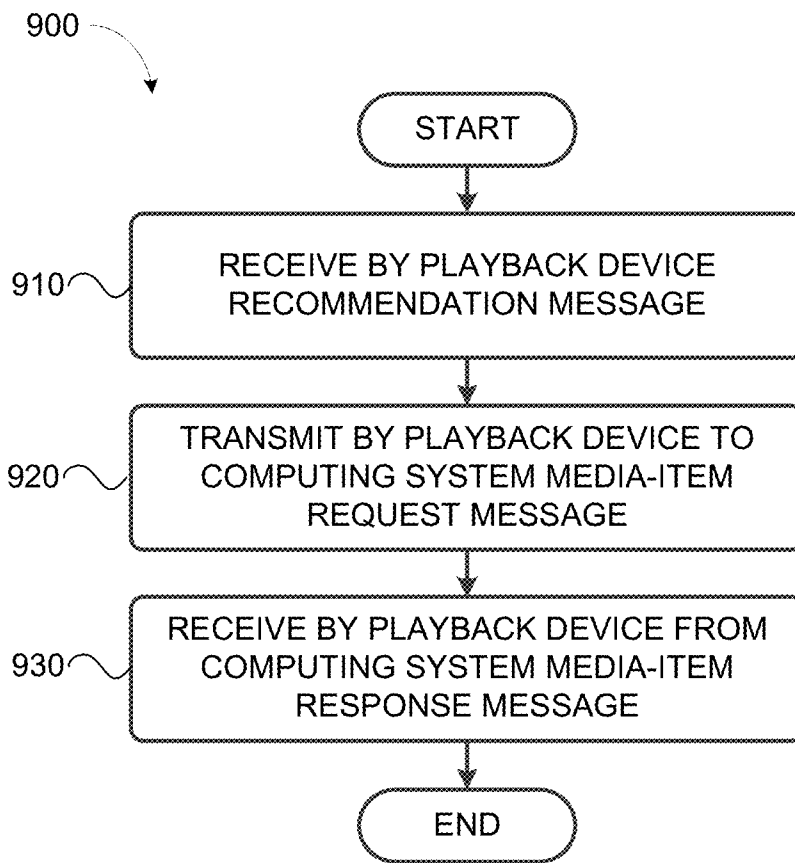 900
START
910
RECEIVE BY PLAYBACK DEVICE
RECOMMENDATION MESSAGE
920
TRANSMIT BY PLAYBACK DEVICE TO
COMPUTING SYSTEM MEDIA-ITEM
REQUEST MESSAGE
930
RECEIVE BY PLAYBACK DEVICE FROM
COMPUTING SYSTEM MEDIA-ITEM
RESPONSE MESSAGE
END